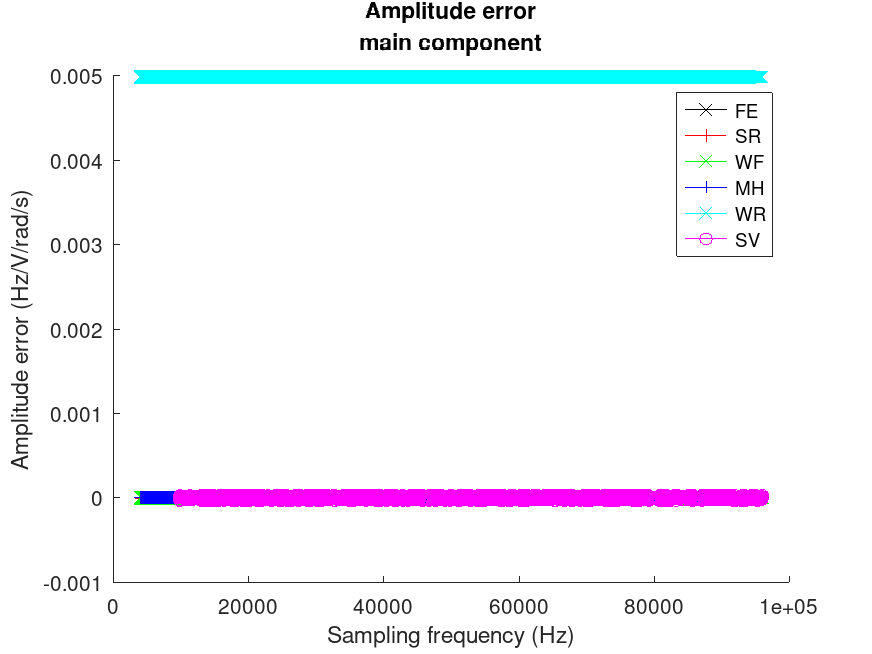 Amplitude error
main component
0.005
0.004
0.003
0.002
0.001
0
-0.001
Amplitude error (Hz/V/rad/s)
FE
SR
WF
MH
WR
SV
0
20000
40000
60000
80000
1e+05
Sampling frequency (Hz)